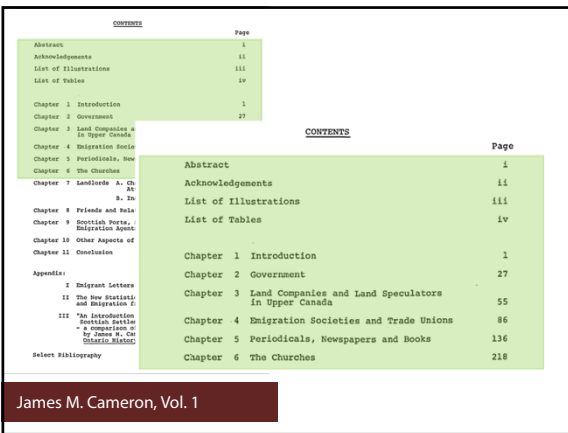 CONTENTS
Page
Abstract i
Acknowledgements ii
List of Illustrations iii
List of Tables iv
Chapter 1 Introduction 1
Chapter 2 Government 27
Chapter 3 Land Companies a
in Upper Canada
Chapter 4 Emigration Socie
Chapter 5 Periodicals, New
Chapter 6 The Churches
Chapter 7 Landlords A. Ch
At
B. In
Chapter 8 Friends and Rela
Chapter 9 Scottish Ports,
Emigration Agent
Chapter 10 Other Aspects of
Chapter 11 Conclusion
Appendix:
I Emigrant Letters
II The New Statisti
and Emigration f
III "An introduction
Scottish Settle
- a comparison o
by James M. Ca
Ontario Histor
Select Bibliography
CONTENTS
Page
Abstract i
Acknowledgements ii
List of Illustrations iii
List of Tables iv
Chapter 1 Introduction 1
Chapter 2 Government 27
Chapter 3 Land Companies and Land Speculators
in Upper Canada 55
Chapter 4 Emigration Societies and Trade Unions 86
Chapter 5 Periodicals, Newspapers and Books 136
Chapter 6 The Churches 218
James M. Cameron, Vol. 1